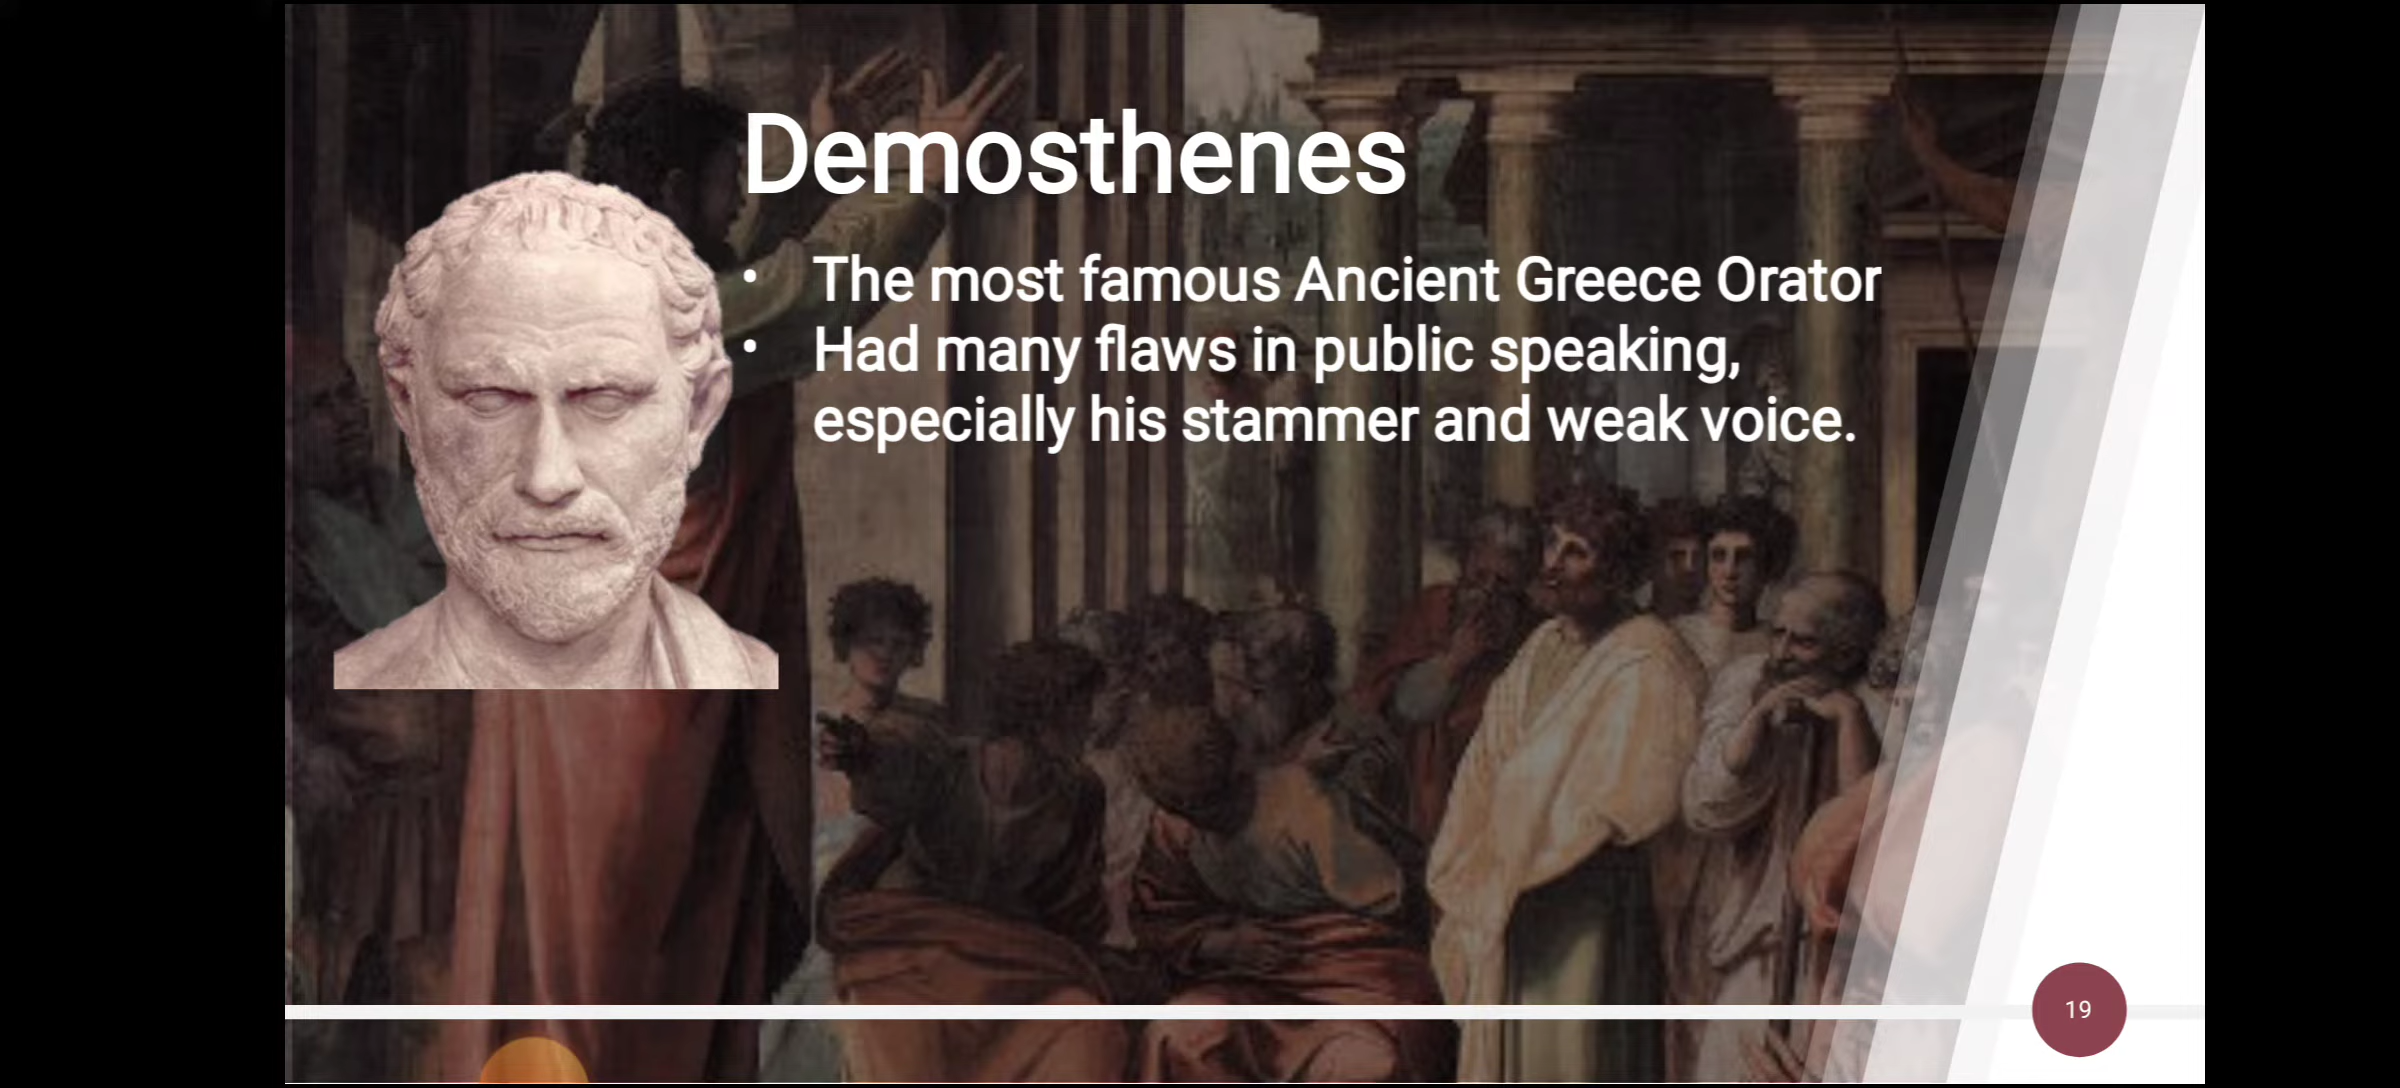 Demosthenes
• The most famous Ancient Greece Orator
• Had many flaws in public speaking,
especially his stammer and weak voice.
19